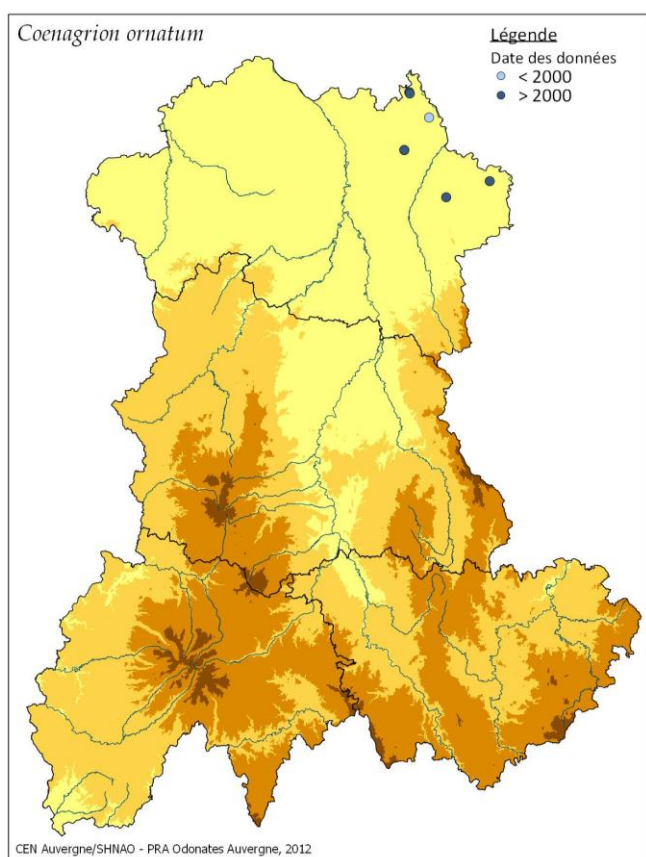 Coenagrion ornatum
Légende
Date des données
< 2000
> 2000
CEN Auvergne/SHNAO - PRA Odonates Auvergne, 2012